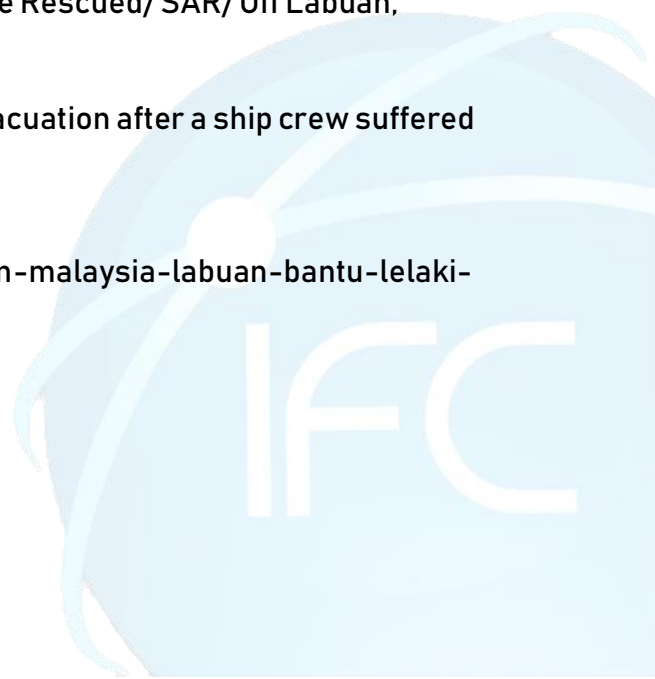 e Rescued/ SAR/ Off Labuan,
acuation after a ship crew suffered
m-malaysia-labuan-bantu-lelaki-
IFC